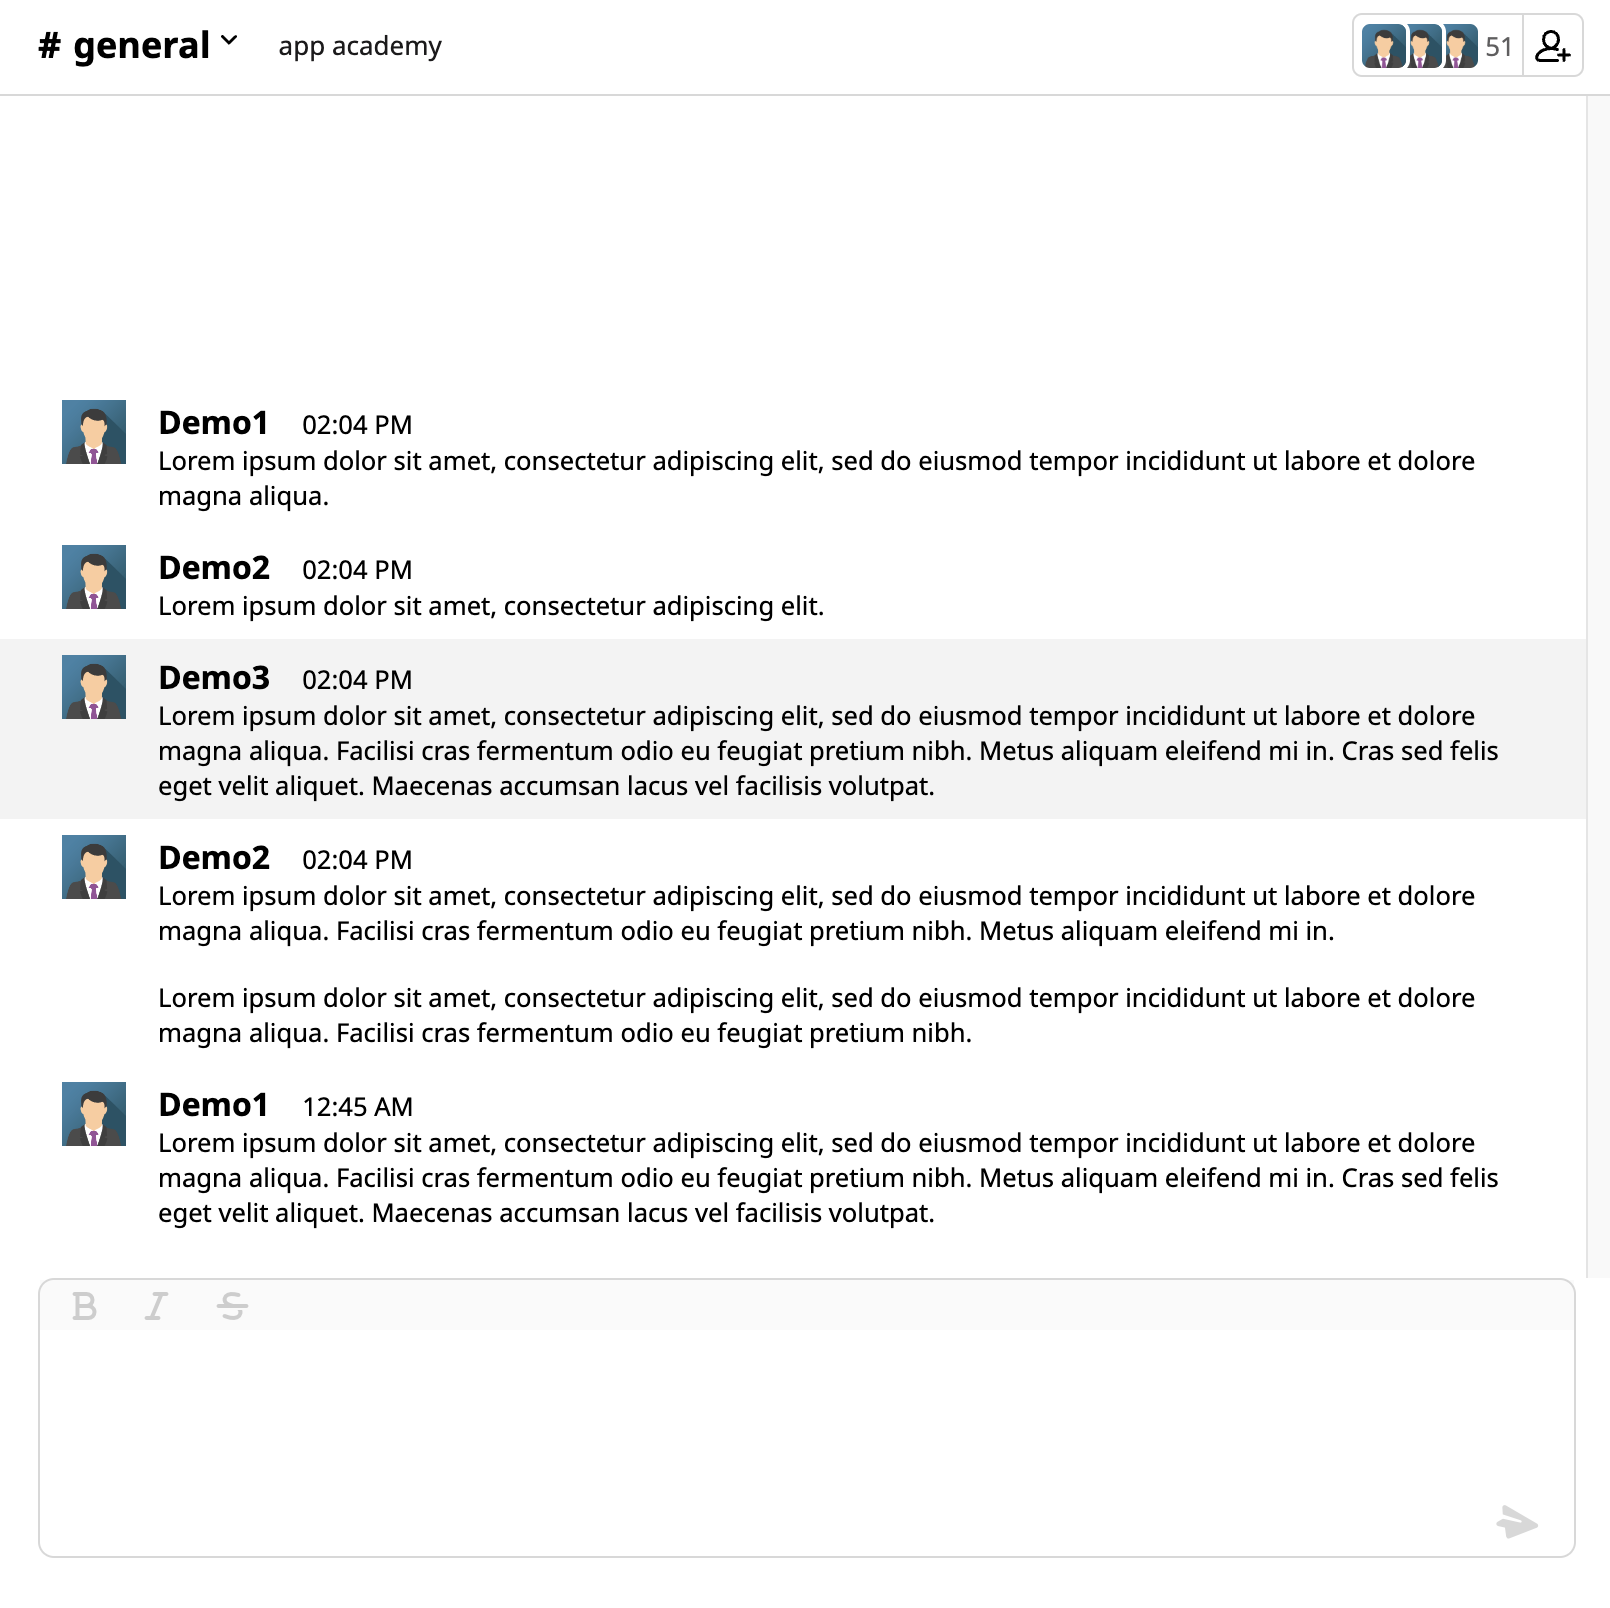 # general app academy 51
Demo1 02:04 PM
Lorem ipsum dolor sit amet, consectetur adipiscing elit, sed do eiusmod tempor incididunt ut labore et dolore
magna aliqua.
Demo2 02:04 PM
Lorem ipsum dolor sit amet, consectetur adipiscing elit.
Demo3 02:04 PM
Lorem ipsum dolor sit amet, consectetur adipiscing elit, sed do eiusmod tempor incididunt ut labore et dolore
magna aliqua. Facilisi cras fermentum odio eu feugiat pretium nibh. Metus aliquam eleifend mi in. Cras sed felis
eget velit aliquet. Maecenas accumsan lacus vel facilisis volutpat.
Demo2 02:04 PM
Lorem ipsum dolor sit amet, consectetur adipiscing elit, sed do eiusmod tempor incididunt ut labore et dolore
magna aliqua. Facilisi cras fermentum odio eu feugiat pretium nibh. Metus aliquam eleifend mi in.
Lorem ipsum dolor sit amet, consectetur adipiscing elit, sed do eiusmod tempor incididunt ut labore et dolore
magna aliqua. Facilisi cras fermentum odio eu feugiat pretium nibh.
Demo1 12:45 AM
Lorem ipsum dolor sit amet, consectetur adipiscing elit, sed do eiusmod tempor incididunt ut labore et dolore
magna aliqua. Facilisi cras fermentum odio eu feugiat pretium nibh. Metus aliquam eleifend mi in. Cras sed felis
eget velit aliquet. Maecenas accumsan lacus vel facilisis volutpat.
B I S